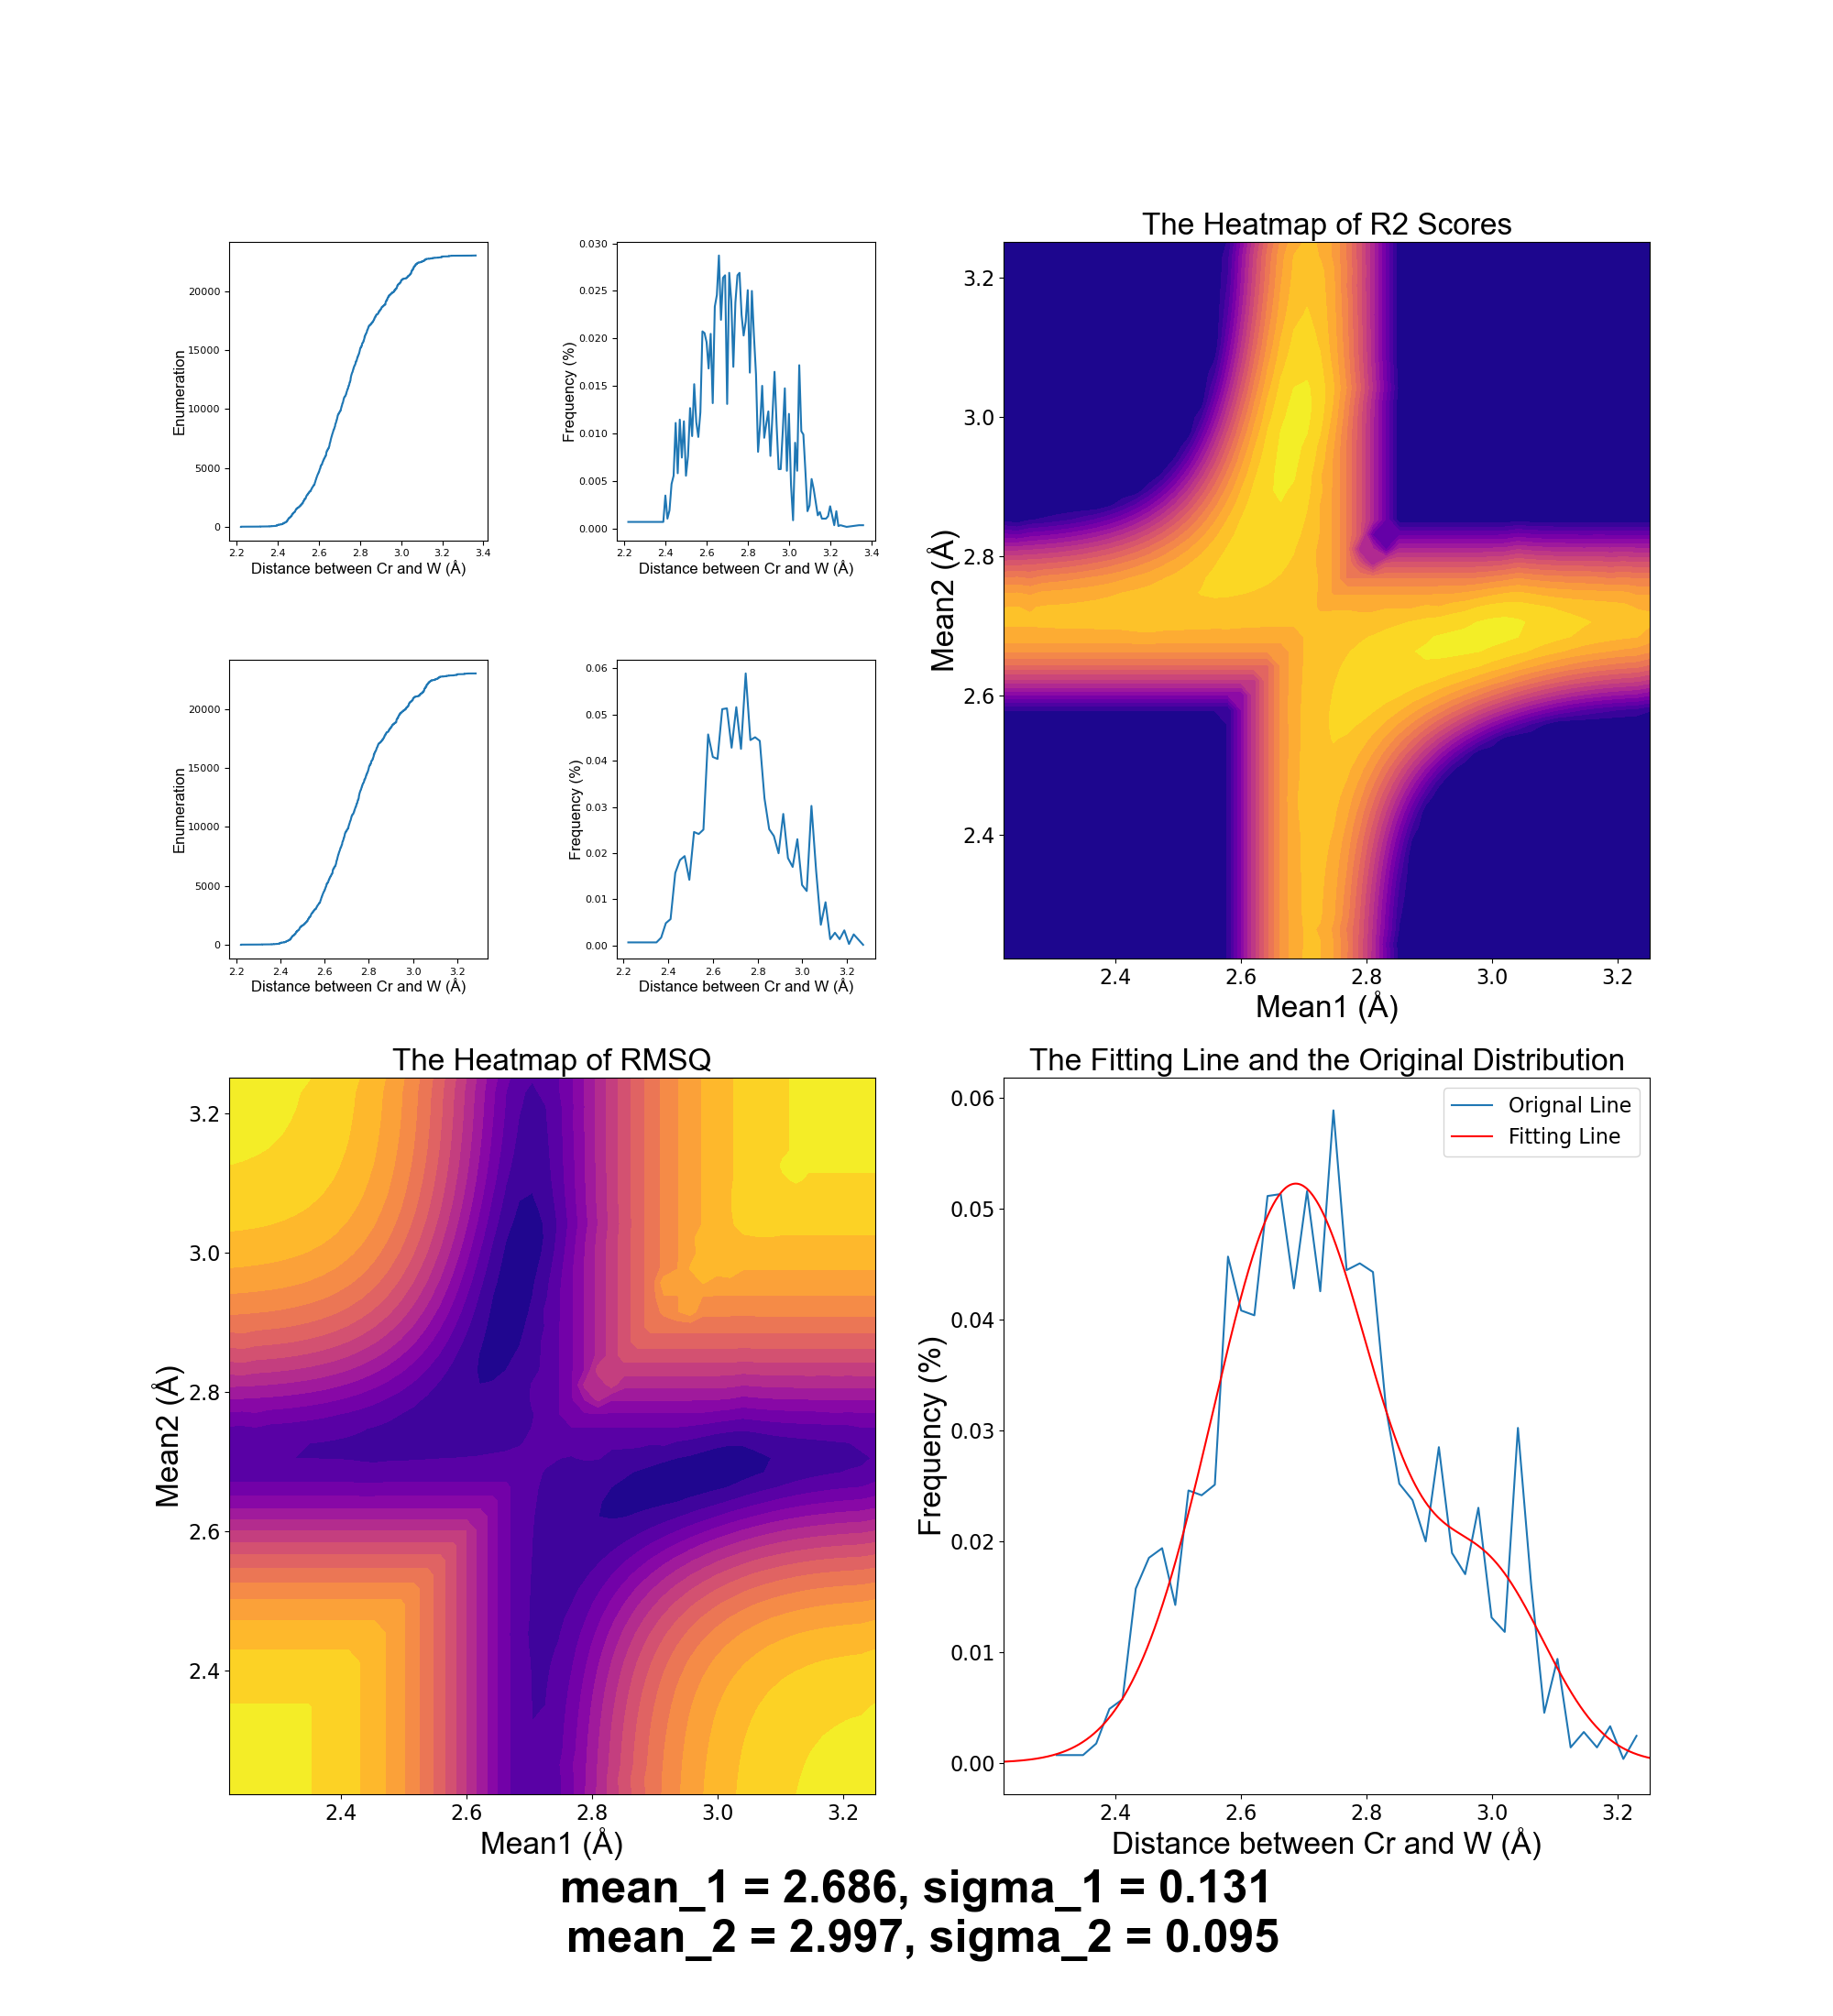 Enumeration
20000
15000
10000
5000
0
2.2 2.4 2.6 2.8 3.0 3.2 3.4
Distance between Cr and W (Å)
Frequency (%)
0.030
0.025
0.020
0.015
0.010
0.005
0.000
2.2 2.4 2.6 2.8 3.0 3.2 3.4
Distance between Cr and W (Å)
The Heatmap of R2 Scores
Mean2 (Å)
3.2
3.0
2.8
2.6
2.4
2.4 2.6 2.8 3.0 3.2
Mean1 (Å)
Enumeration
20000
15000
10000
5000
0
2.2 2.4 2.6 2.8 3.0 3.2
Distance between Cr and W (Å)
Frequency (%)
0.06
0.05
0.04
0.03
0.02
0.01
0.00
2.2 2.4 2.6 2.8 3.0 3.2
Distance between Cr and W (Å)
The Heatmap of RMSQ
Mean2 (Å)
3.2
3.0
2.8
2.6
2.4
2.4 2.6 2.8 3.0 3.2
Mean1 (Å)
The Fitting Line and the Original Distribution
Orignal Line
Fitting Line
Frequency (%)
0.06
0.05
0.04
0.03
0.02
0.01
0.00
2.4 2.6 2.8 3.0 3.2
Distance between Cr and W (Å)
mean_1 = 2.686, sigma_1 = 0.131
mean_2 = 2.997, sigma_2 = 0.095